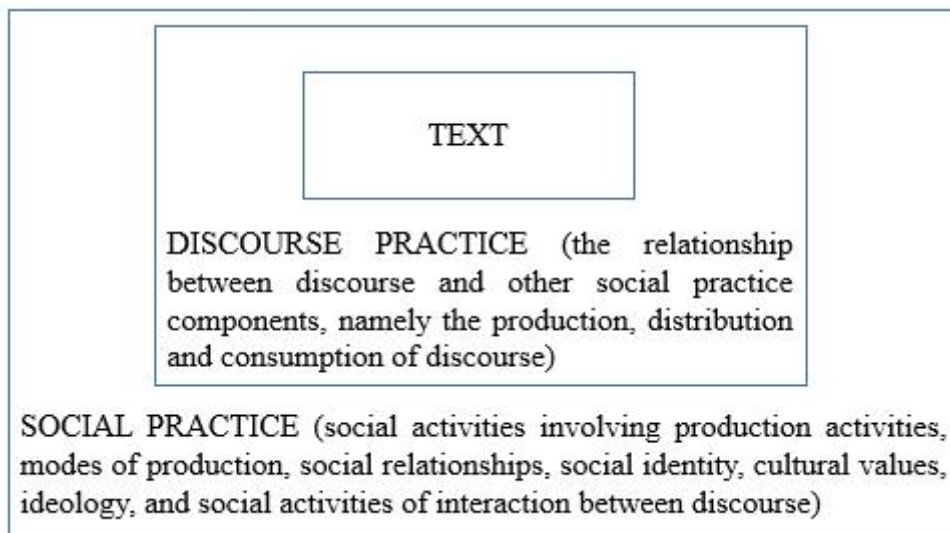 TEXT
DISCOURSE PRACTICE (the relationship
between discourse and other social practice
components, namely the production, distribution
and consumption of discourse)
SOCIAL PRACTICE (social activities involving production activities,
modes of production, social relationships, social identity, cultural values,
ideology, and social activities of interaction between discourse)